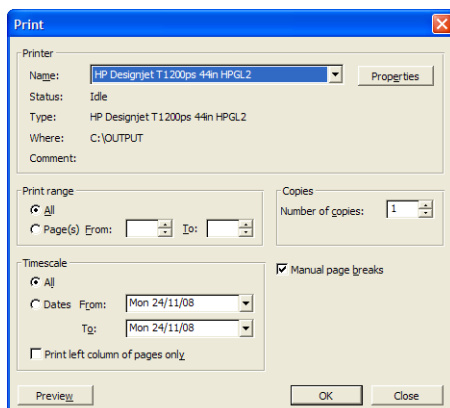 Print
Printer
Name: HP Designjet T1200ps 44in HPGL2 Properties
Status: Idle
Type: HP Designjet T1200ps 44in HPGL2
Where: C:\OUTPUT
Comment:
Print range Copies
All Number of copies: 1
Page(s) From: To:
Timescale Manual page breaks
All
Dates From: Mon 24/11/08
To: Mon 24/11/08
Print left column of pages only
Preview OK Close